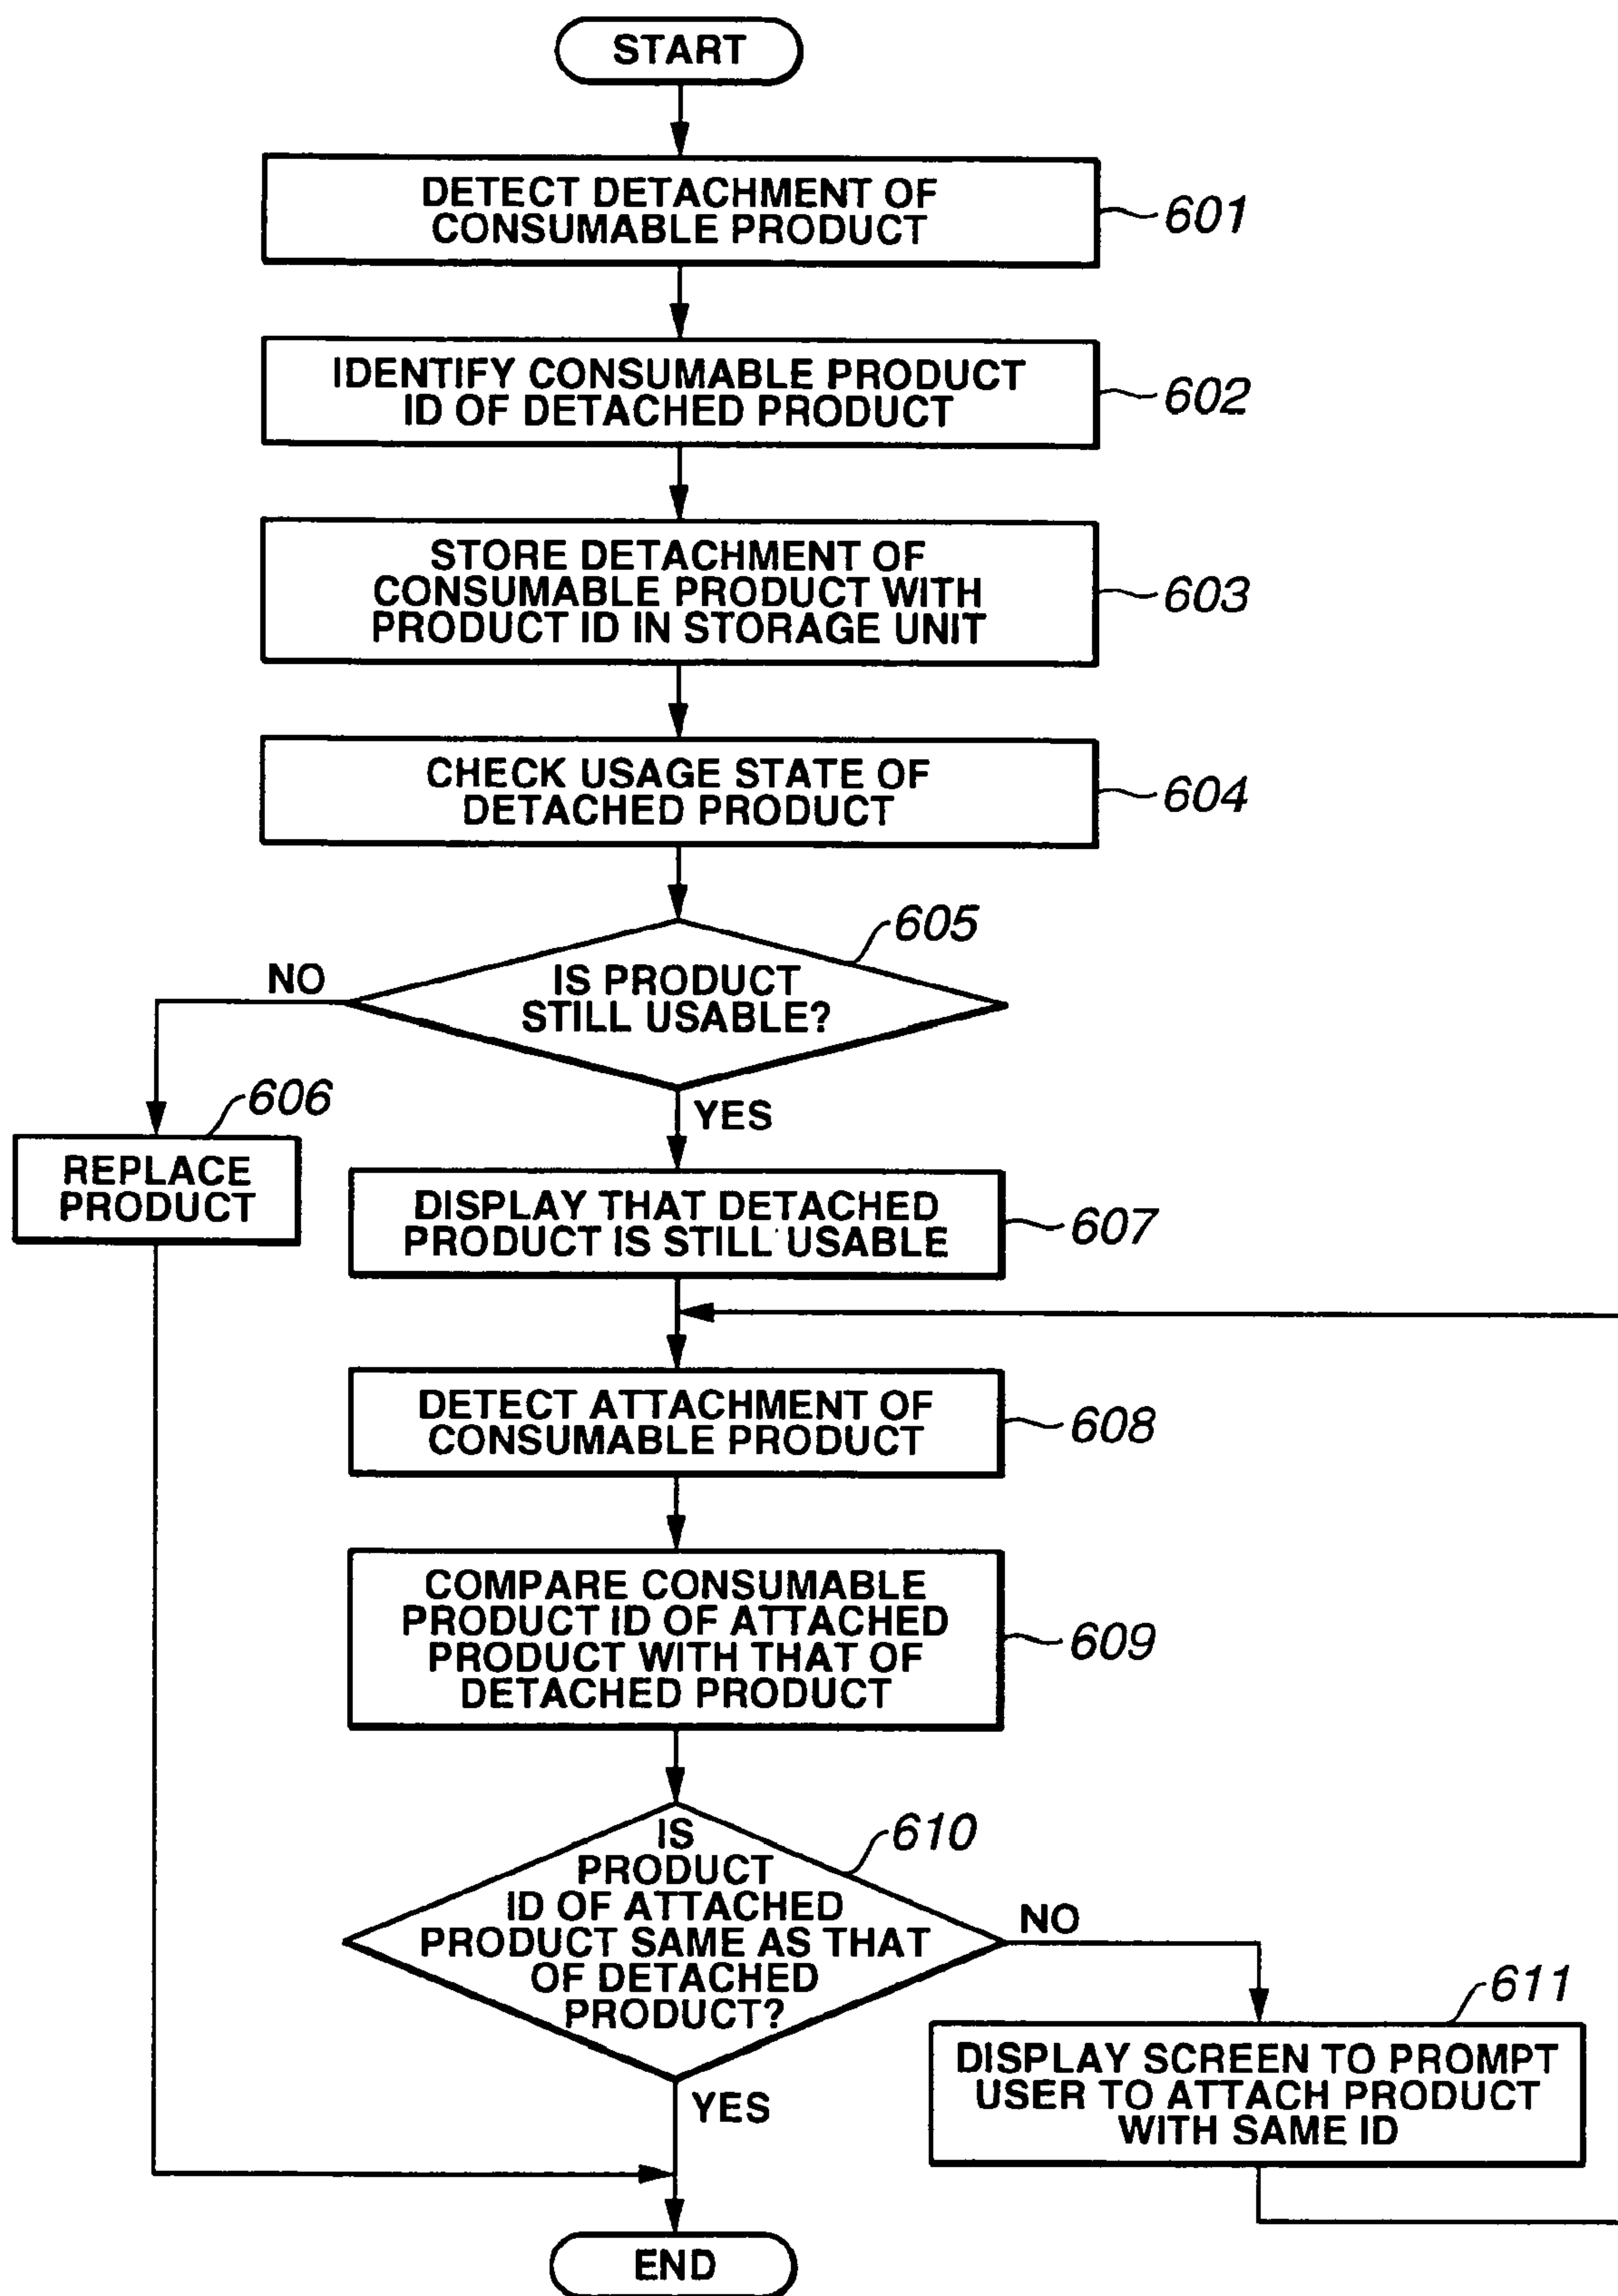 START
DETECT DETACHMENT OF
CONSUMABLE PRODUCT
601
IDENTIFY CONSUMABLE PRODUCT
ID OF DETACHED PRODUCT
602
STORE DETACHMENT OF
CONSUMABLE PRODUCT WITH
PRODUCT ID IN STORAGE UNIT
603
CHECK USAGE STATE OF
DETACHED PRODUCT
604
605
IS PRODUCT
STILL USABLE?
NO
YES
606
REPLACE
PRODUCT
DISPLAY THAT DETACHED
PRODUCT IS STILL USABLE
607
DETECT ATTACHMENT OF
CONSUMABLE PRODUCT
608
COMPARE CONSUMABLE
PRODUCT ID OF ATTACHED
PRODUCT WITH THAT OF
DETACHED PRODUCT
609
610
IS
PRODUCT
ID OF ATTACHED
PRODUCT SAME AS THAT
OF DETACHED
PRODUCT?
NO
YES
611
DISPLAY SCREEN TO PROMPT
USER TO ATTACH PRODUCT
WITH SAME ID
END